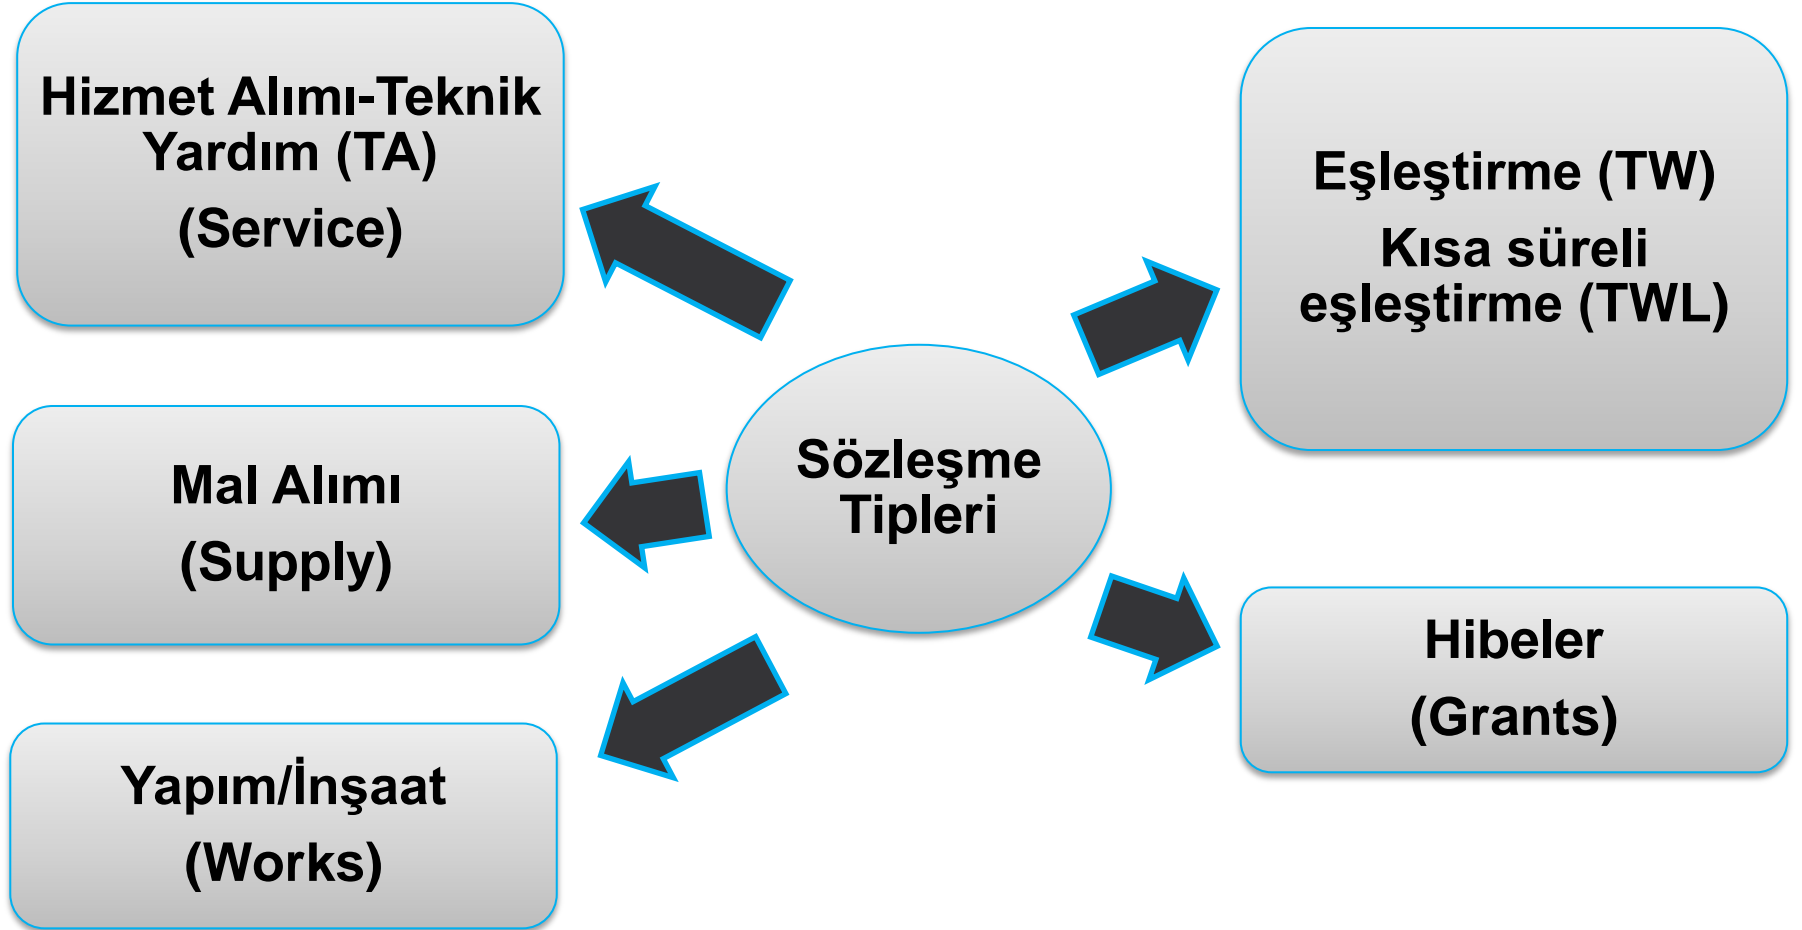 Hizmet Alımı-Teknik
Yardım (TA)
(Service)
Eşleştirme (TW)
Kısa süreli
eşleştirme (TWL)
Sözleşme
Tipleri
Mal Alımı
(Supply)
Hibeler
(Grants)
Yapım/İnşaat
(Works)